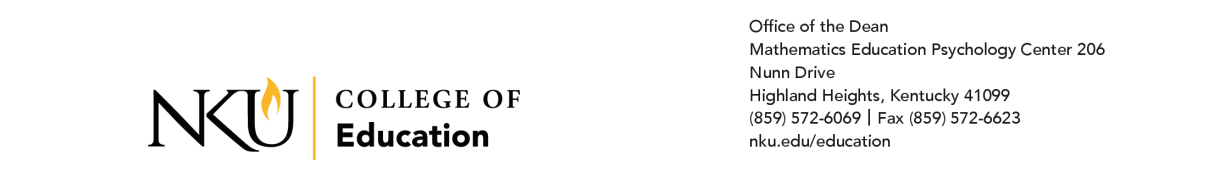 NKU
COLLEGE OF
Education
Office of the Dean
Mathematics Education Psychology Center 206
Nunn Drive
Highland Heights, Kentucky 41099
(859) 572-6069 | Fax (859) 572-6623
nku.edu/education